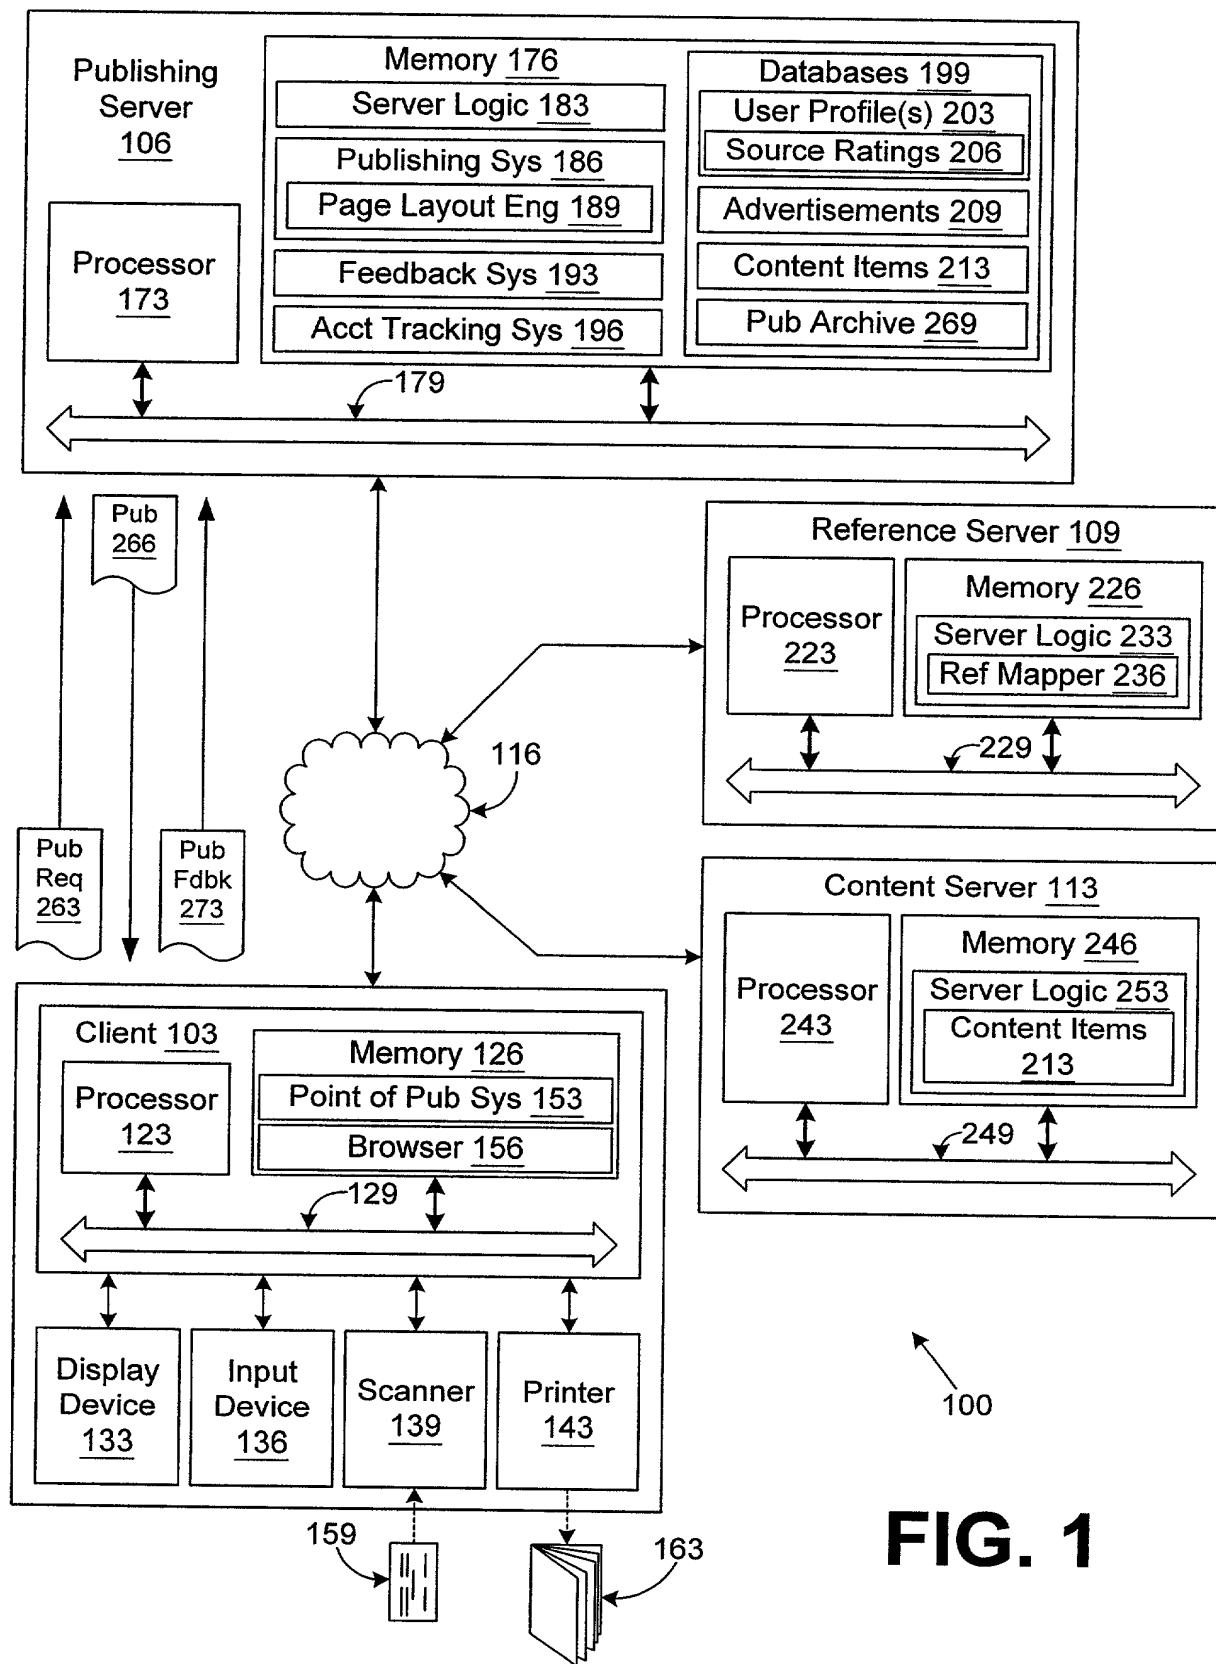 Publishing
Server
106
Processor
173
Memory 176
Server Logic 183
Publishing Sys 186
Page Layout Eng 189
Feedback Sys 193
Acct Tracking Sys 196
Databases 199
User Profile(s) 203
Source Ratings 206
Advertisements 209
Content Items 213
Pub Archive 269
179
Pub
266
Pub
Req
263
Pub
Fdbk
273
116
Reference Server 109
Processor
223
Memory 226
Server Logic 233
Ref Mapper 236
229
Content Server 113
Processor
243
Memory 246
Server Logic 253
Content Items
213
249
Client 103
Processor
123
Memory 126
Point of Pub Sys 153
Browser 156
129
Display
Device
133
Input
Device
136
Scanner
139
Printer
143
100
159
163
FIG. 1